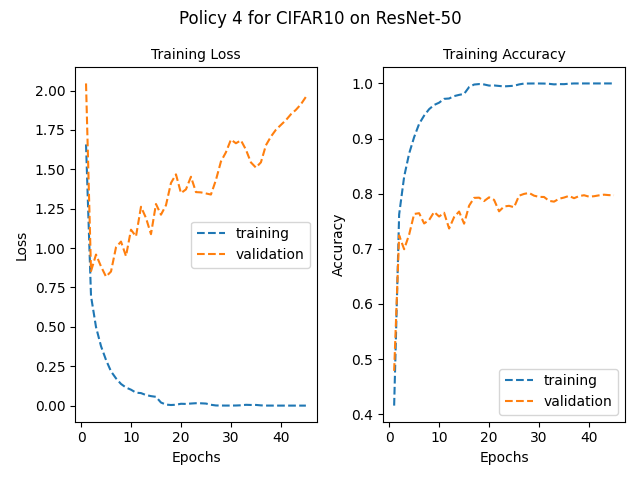 Policy 4 for CIFAR10 on ResNet-50
Training Loss
2.00
1.75
1.50
1.25
1.00
0.75
0.50
0.25
0.00
Loss
training
validation
0 10 20 30 40
Epochs
Training Accuracy
1.0
0.9
0.8
0.7
0.6
0.5
0.4
Accuracy
training
validation
0 10 20 30 40
Epochs